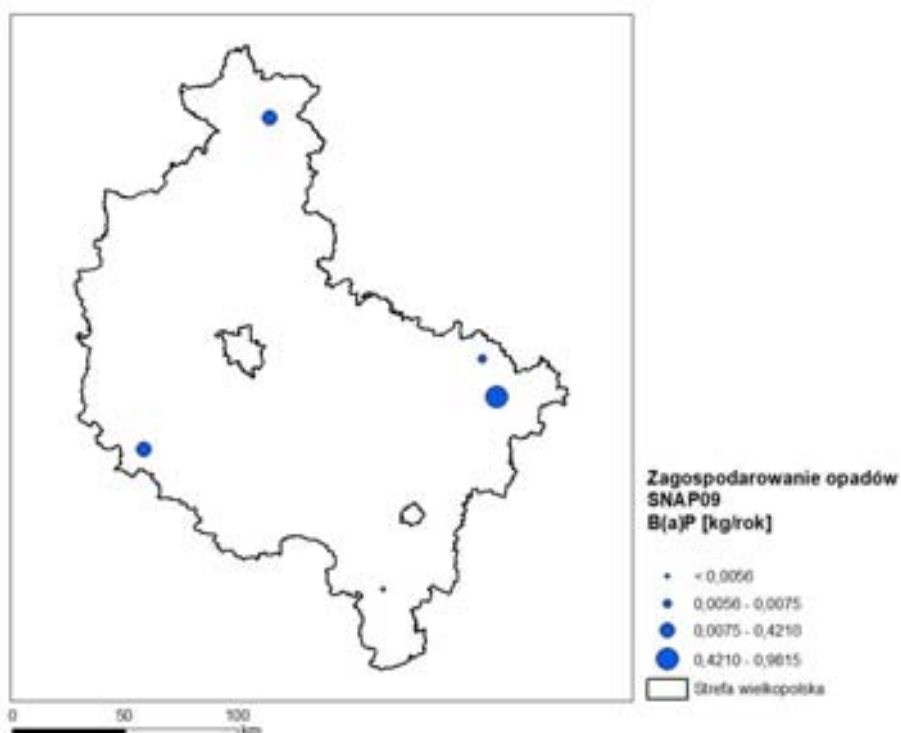 Zagospodarowanie opadów
SNAP09
B(a)P [kg/rok]
< 0,0056
0,0056 - 0,0075
0,0075 - 0,4210
0,4210 - 0,9815
Strefa wielkopolska
0 50 100
km